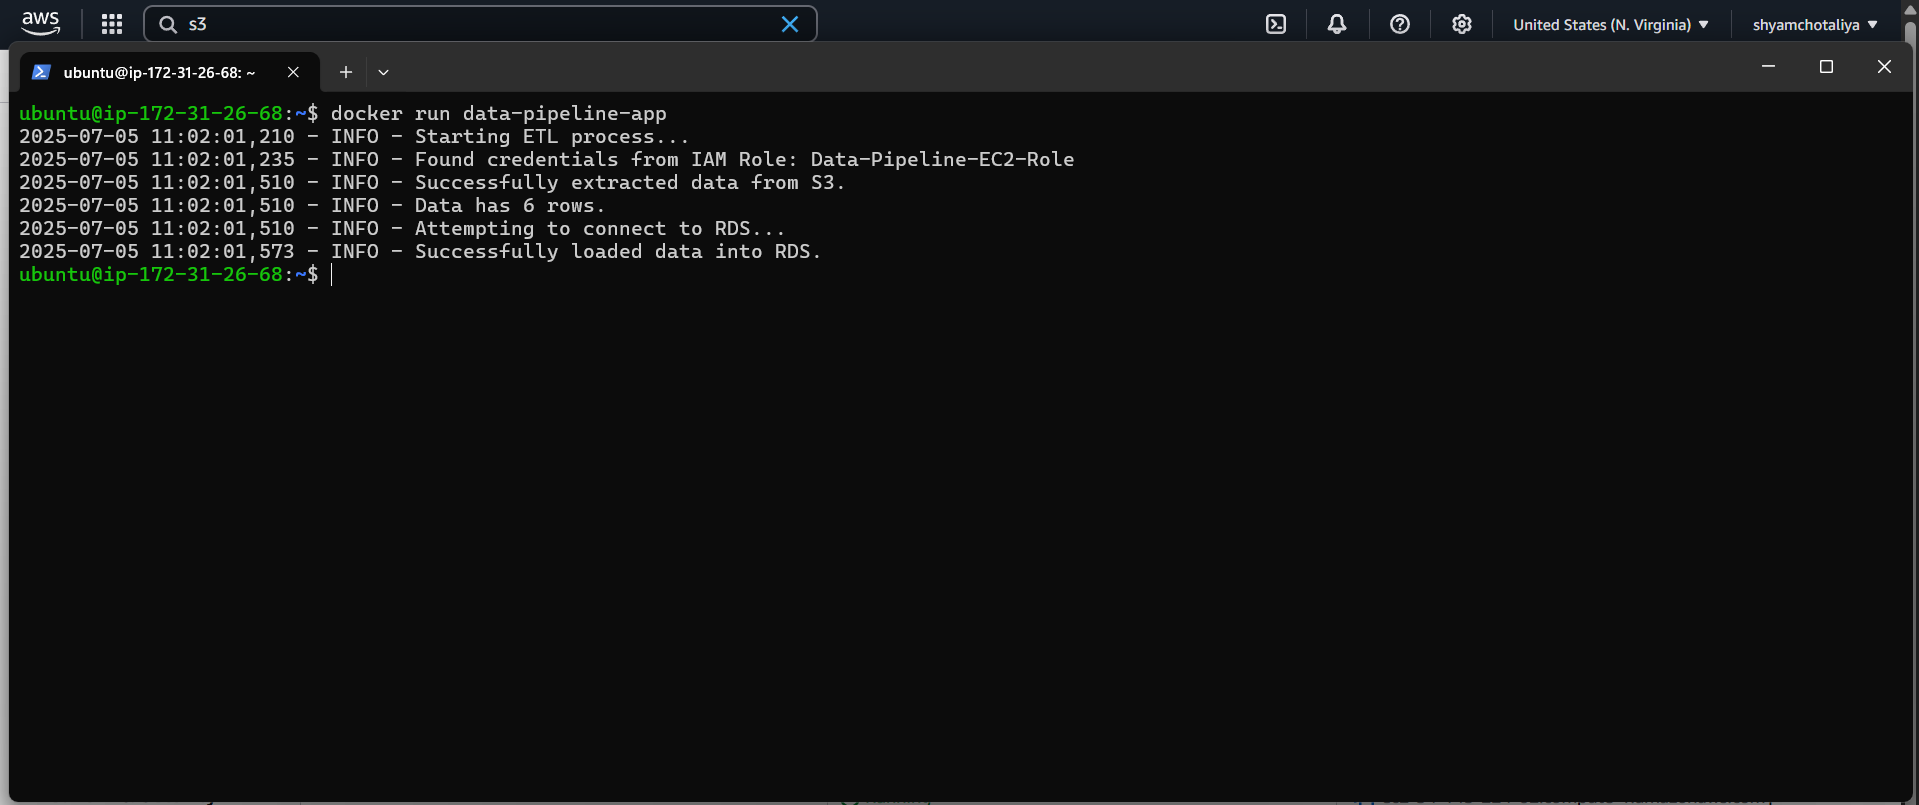 aws
s3
United States (N. Virginia)
shyamchotaliya
ubuntu@ip-172-31-26-68: ~
ubuntu@ip-172-31-26-68:~$ docker run data-pipeline-app
2025-07-05 11:02:01,210 - INFO - Starting ETL process...
2025-07-05 11:02:01,235 - INFO - Found credentials from IAM Role: Data-Pipeline-EC2-Role
2025-07-05 11:02:01,510 - INFO - Successfully extracted data from S3.
2025-07-05 11:02:01,510 - INFO - Data has 6 rows.
2025-07-05 11:02:01,510 - INFO - Attempting to connect to RDS...
2025-07-05 11:02:01,573 - INFO - Successfully loaded data into RDS.
ubuntu@ip-172-31-26-68:~$